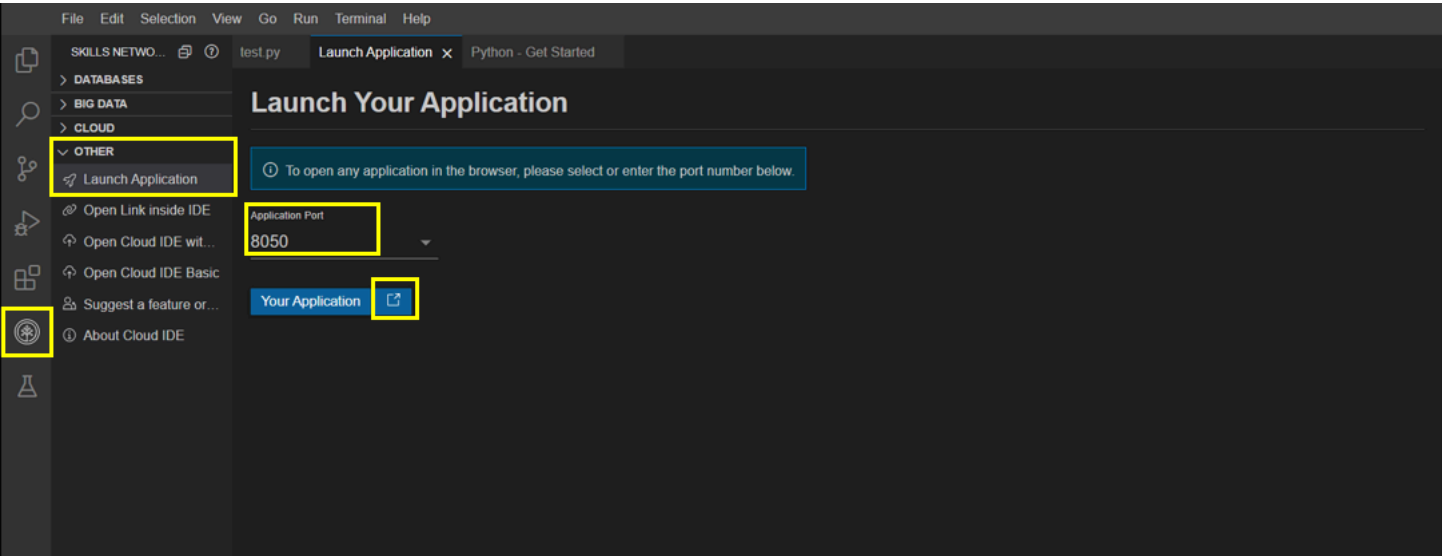 File Edit Selection View Go Run Terminal Help
SKILLS NETWO...
test.py Launch Application Python - Get Started
DATABASES
BIG DATA
CLOUD
OTHER
Launch Application
Open Link inside IDE
Open Cloud IDE wit...
Open Cloud IDE Basic
Suggest a feature or...
About Cloud IDE
Launch Your Application
To open any application in the browser, please select or enter the port number below.
Application Port
8050
Your Application